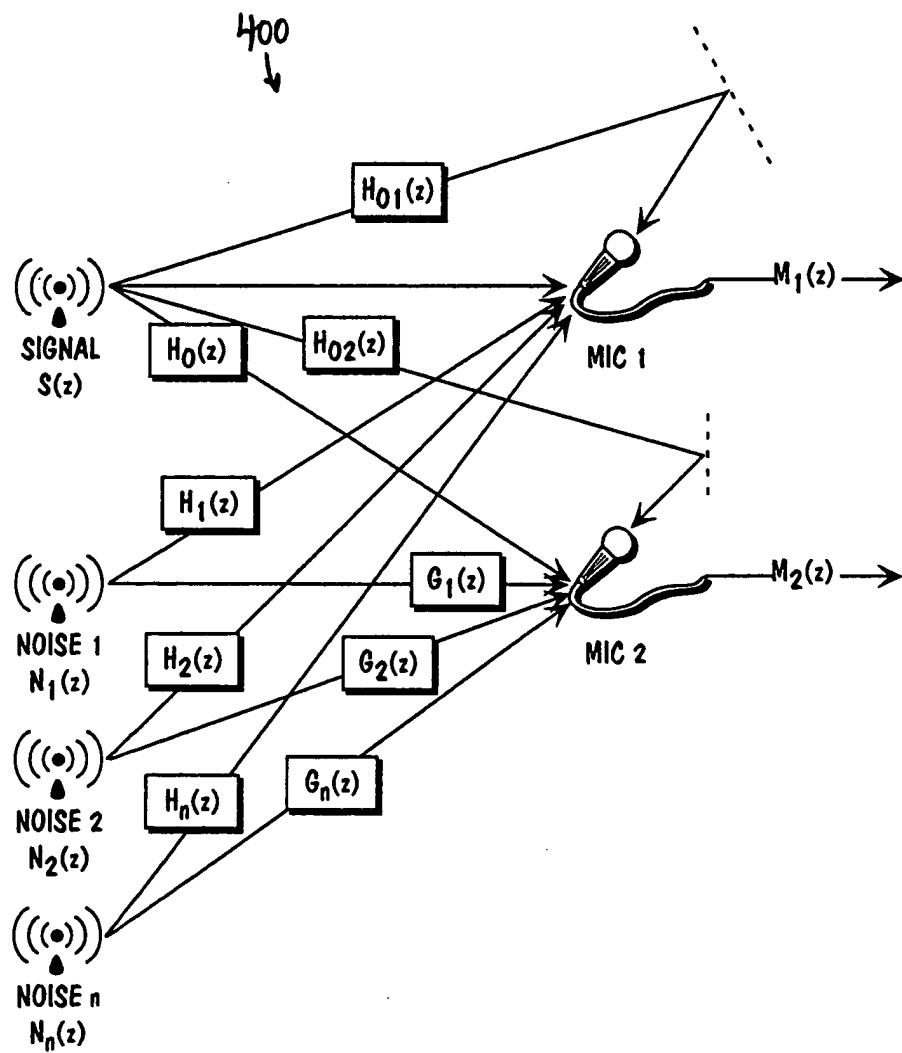 400
H01(z)
M1(z)
SIGNAL
S(z)
H0(z)
H02(z)
MIC 1
H1(z)
G1(z)
M2(z)
NOISE 1
N1(z)
H2(z)
G2(z)
MIC 2
NOISE 2
N2(z)
Hn(z)
Gn(z)
NOISE n
Nn(z)